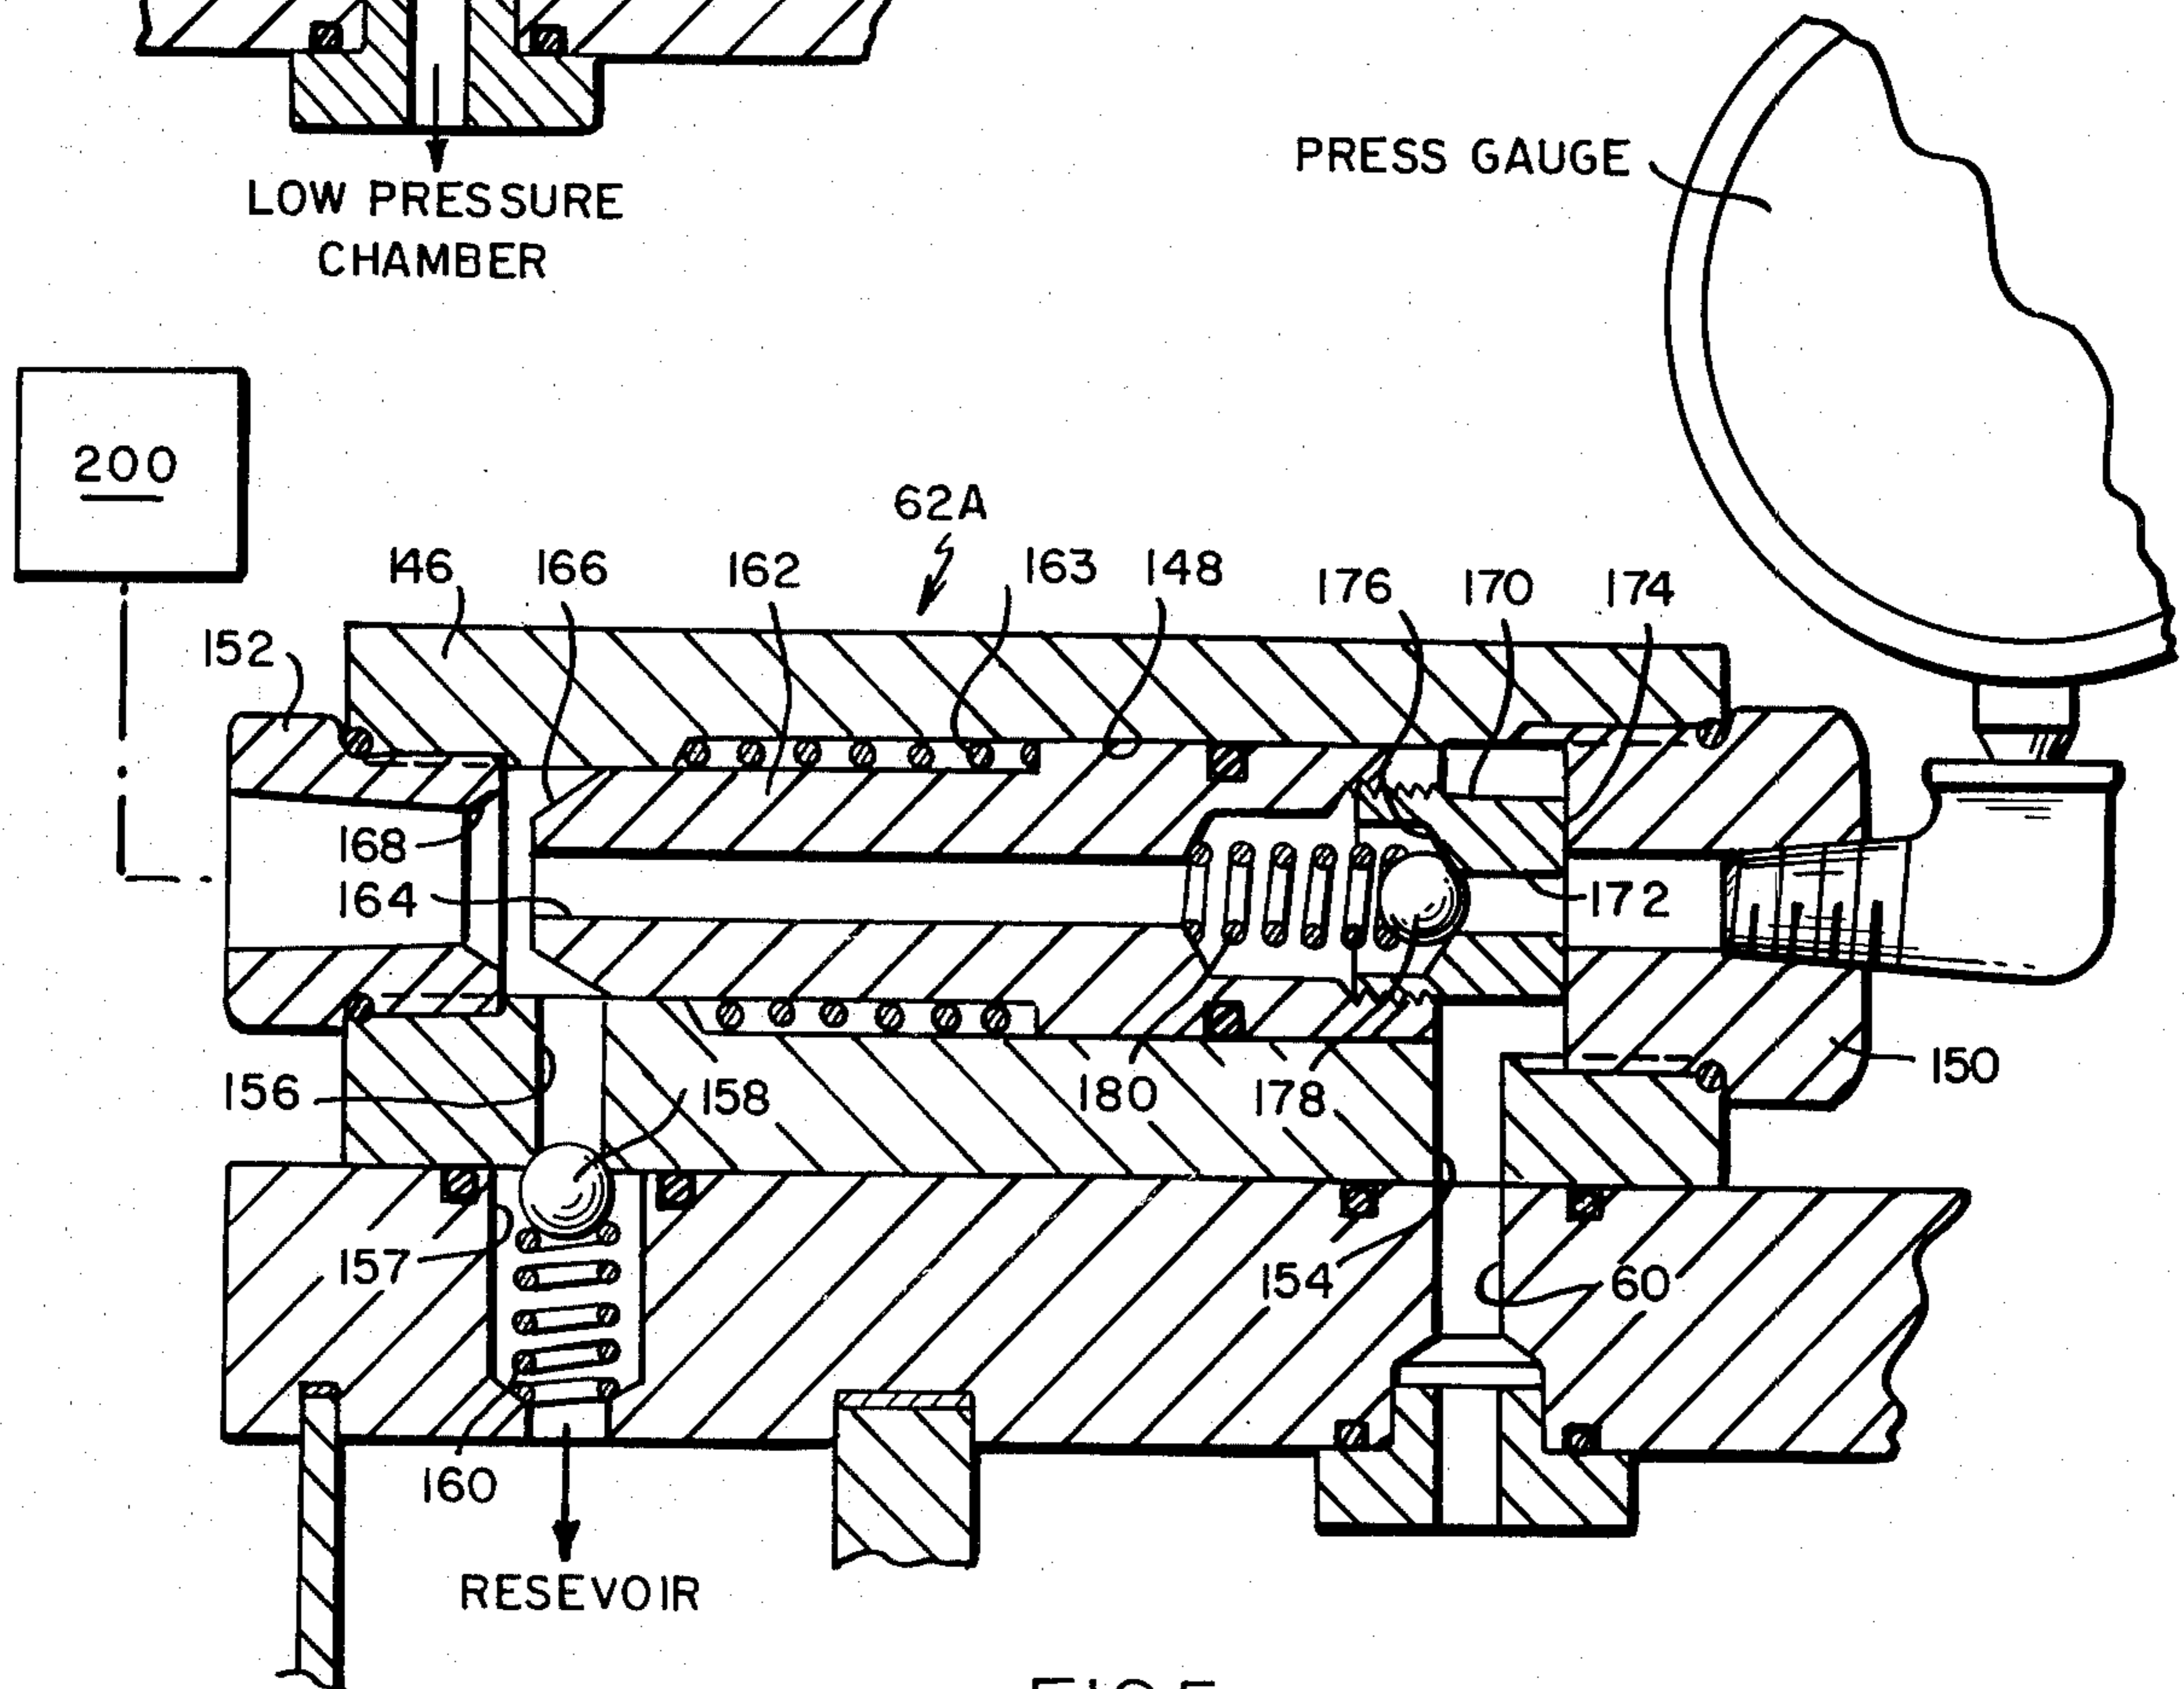 LOW PRESSURE
CHAMBER
PRESS GAUGE
200
62A
146 166 162 163 148 176 170 174
152
168
164
172
156 158 180 178 150
157 154 60
160
RESEVOIR